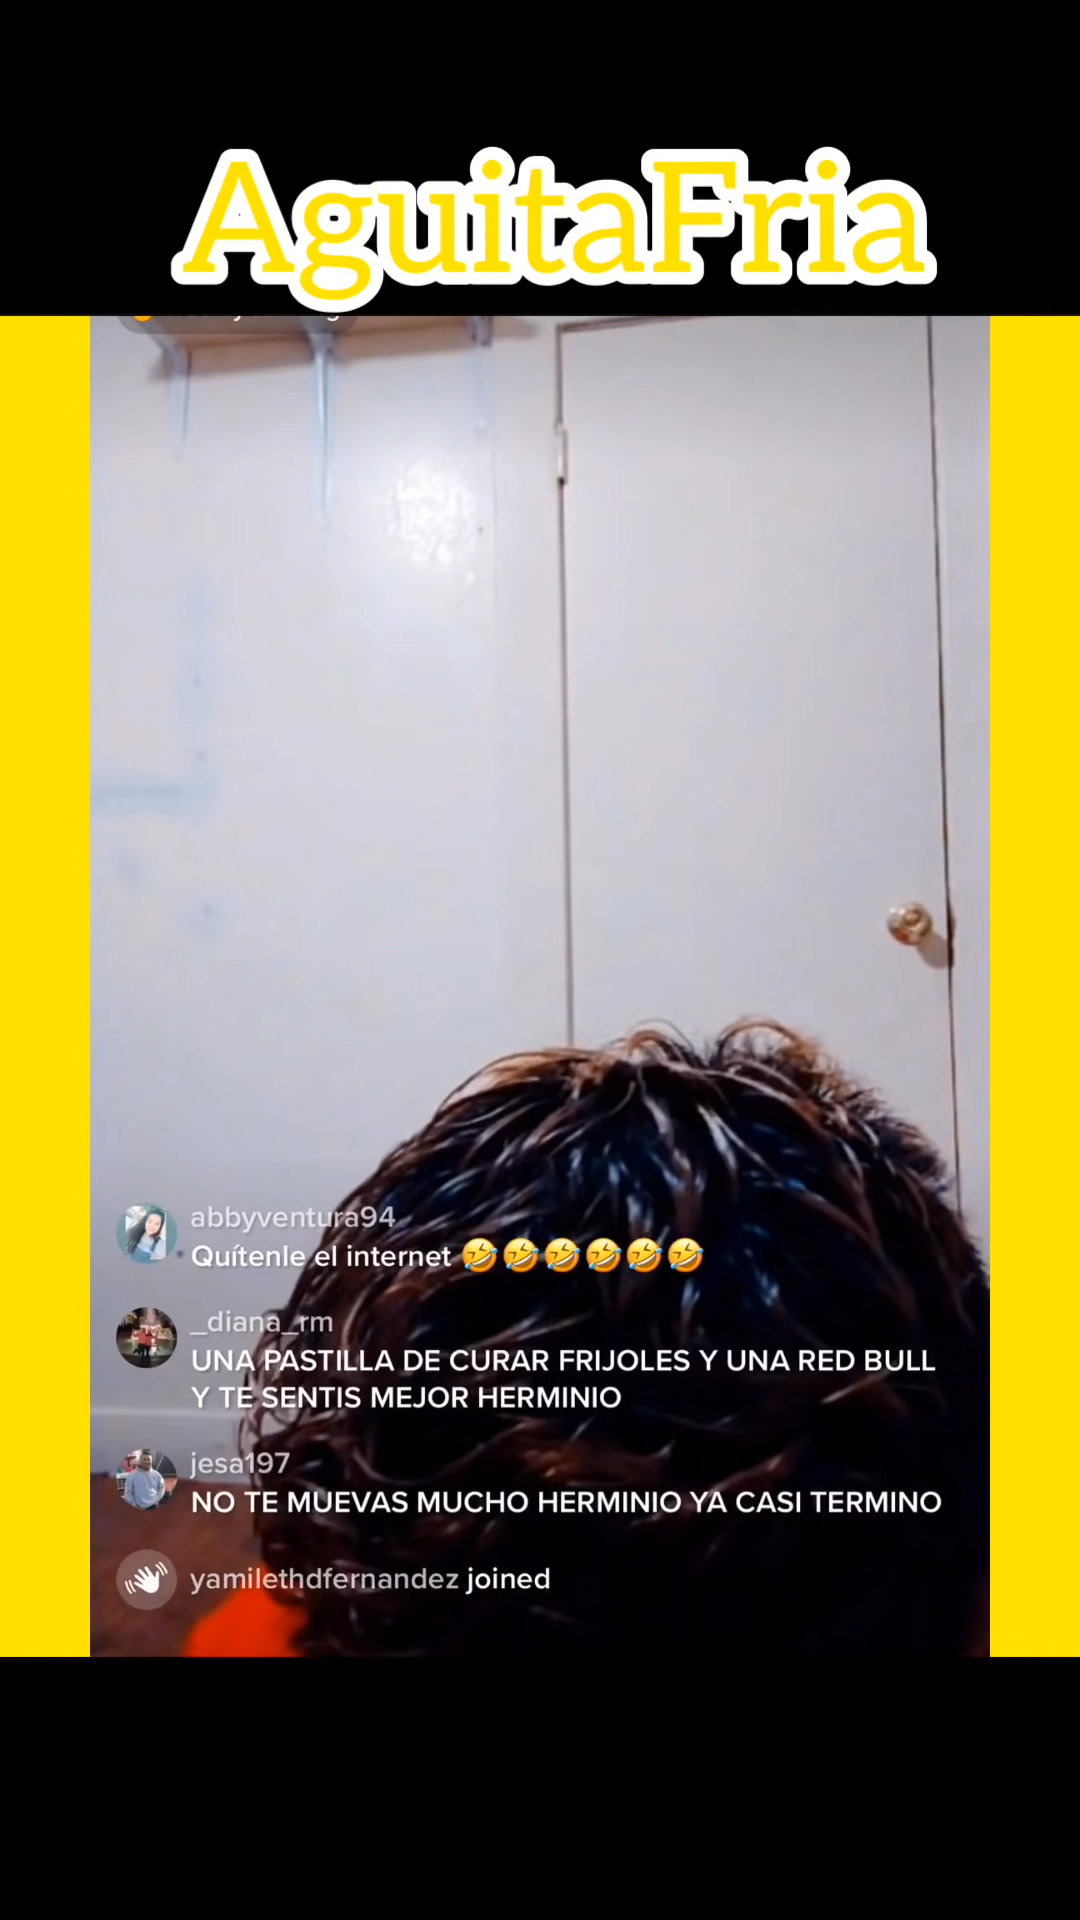 AguitaFria
abbyventura94
Quítenle el internet 🤣🤣🤣🤣🤣🤣
_diana_rm
UNA PASTILLA DE CURAR FRIJOLES Y UNA RED BULL
Y TE SENTIS MEJOR HERMINIO
jesa197
NO TE MUEVAS MUCHO HERMINIO YA CASI TERMINO
yamilethdfernandez joined